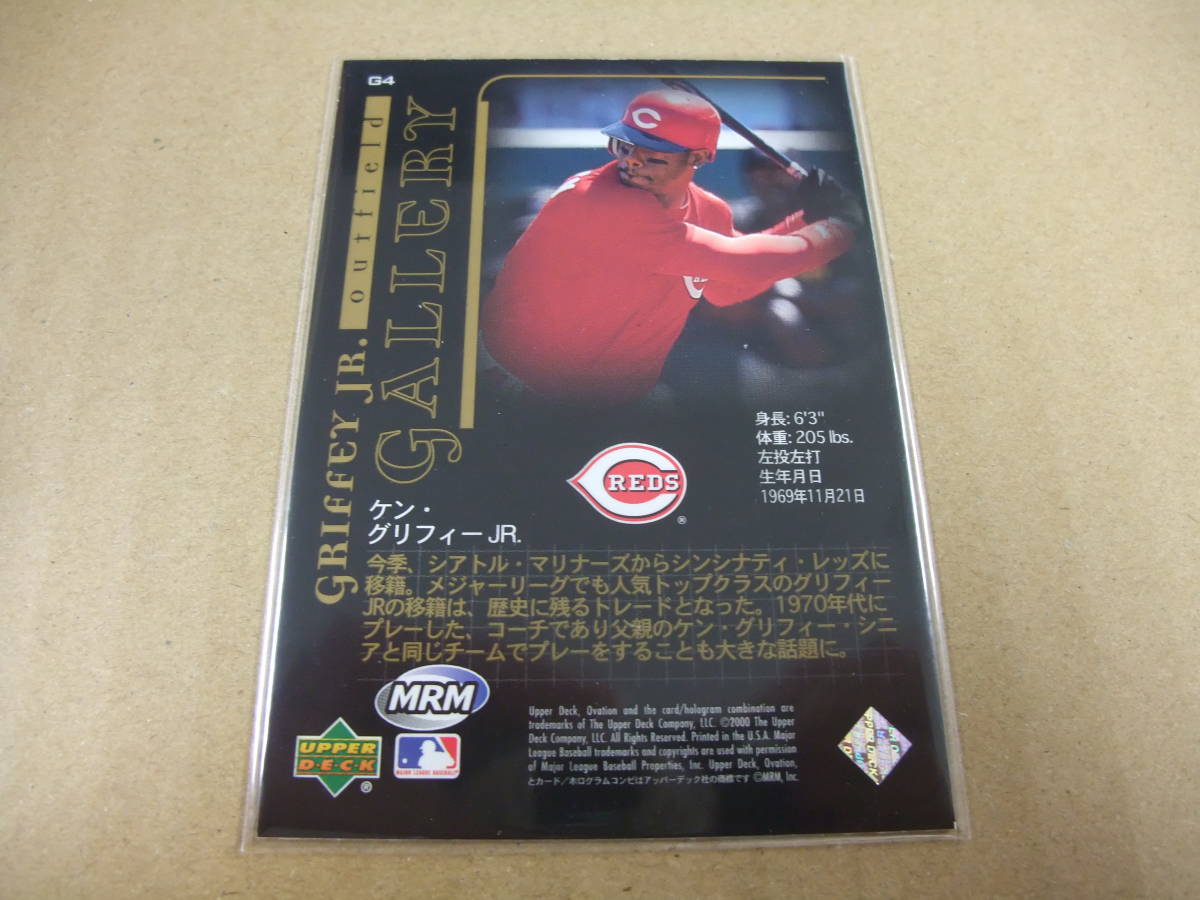 G4
GRIFFEY JR.
outfield
GALLERY
C
REDS
®
身長: 6'3"
体重: 205 lbs.
左投左打
生年月日
1969年11月21日
ケン・
グリフィー JR.
今季、シアトル・マリナーズからシンシナティ・レッズに
移籍。メジャーリーグでも人気トップクラスのグリフィー
JRの移籍は、歴史に残るトレードとなった。1970年代に
プレーした、コーチであり父親のケン・グリフィー・シニ
アと同じチームでプレーをすることも大きな話題に。
MRM
UPPER
DECK
®
MAJOR LEAGUE BASEBALL
Upper Deck, Ovation and the card/hologram combination are
trademarks of The Upper Deck Company, LLC. ©2000 The Upper
Deck Company, LLC. All Rights Reserved. Printed in the U.S.A. Major
League Baseball trademarks and copyrights are used with permission
of Major League Baseball Properties, Inc. Upper Deck, Ovation,
とカード/ホログラムコンビはアッパーデック社の商標です ©MRM, Inc.
UPPER DECK